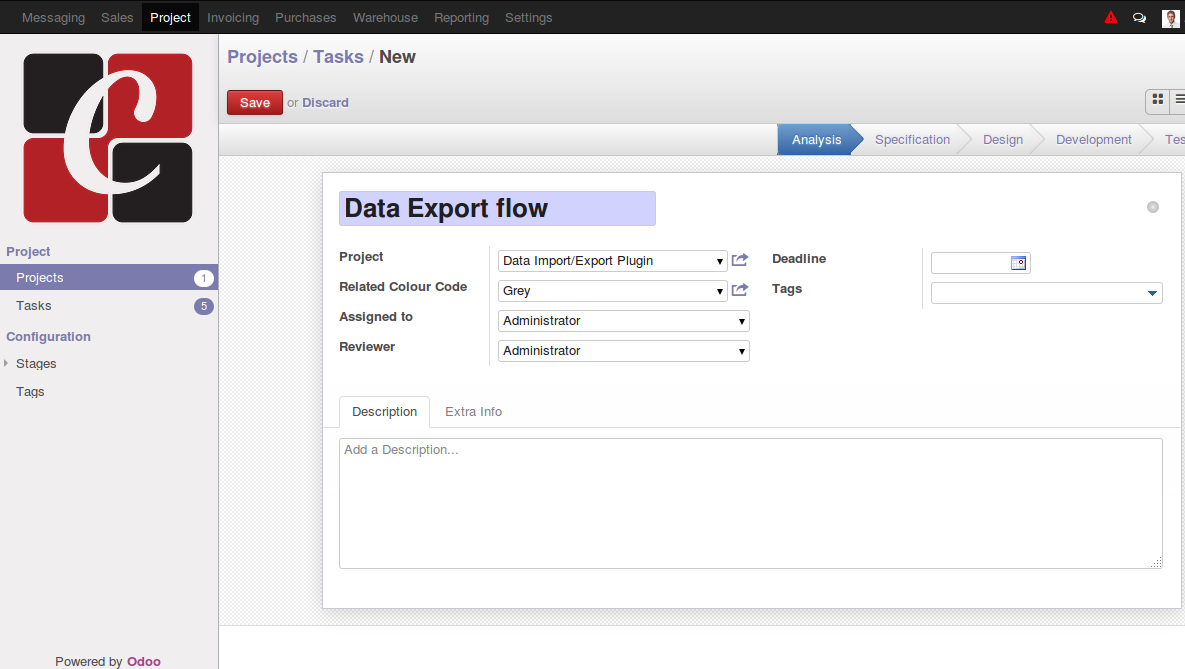 Messaging Sales Project Invoicing Purchases Warehouse Reporting Settings
Projects / Tasks / New
Save or Discard
Analysis Specification Design Development Tes
C
Data Export flow
Project
Projects 1
Tasks 5
Configuration
Stages
Tags
Project Data Import/Export Plugin
Related Colour Code Grey
Assigned to Administrator
Reviewer Administrator
Deadline
Tags
Description Extra Info
Add a Description...
Powered by Odoo